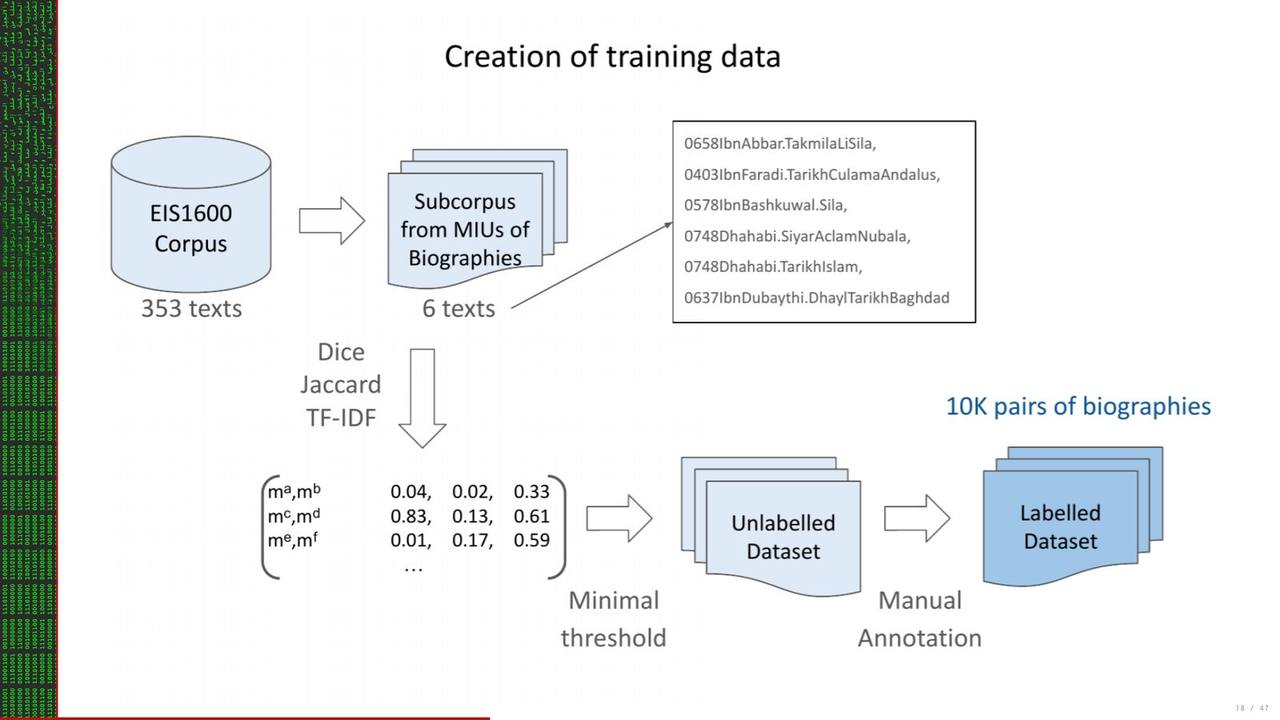 Creation of training data
EIS1600
Corpus
353 texts
Subcorpus
from MIUs of
Biographies
6 texts
0658IbnAbbar.TakmilaLiSila,
0403IbnFaradi.TarikhCulamaAndalus,
0578IbnBashkuwal.Sila,
0748Dhahabi.SiyarAclamNubala,
0748Dhahabi.TarikhIslam,
0637IbnDubaythi.DhaylTarikhBaghdad
Dice
Jaccard
TF-IDF
mᵃ,mᵇ 0.04, 0.02, 0.33
mᶜ,mᵈ 0.83, 0.13, 0.61
mᵉ,mᶠ 0.01, 0.17, 0.59
...
Minimal
threshold
Unlabelled
Dataset
Manual
Annotation
10K pairs of biographies
Labelled
Dataset
18 / 47